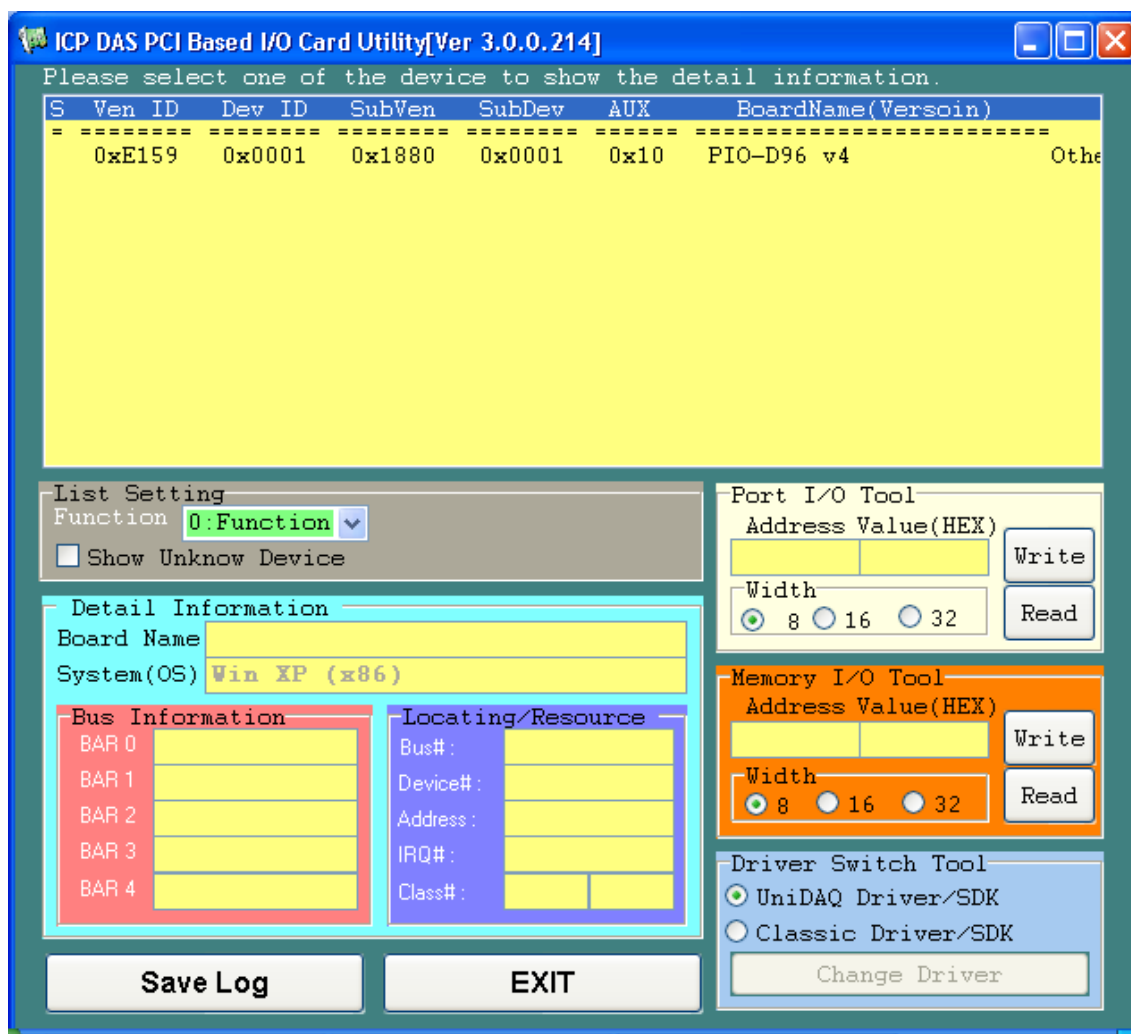 ICP DAS PCI Based I/O Card Utility[Ver 3.0.0.214]
Please select one of the device to show the detail information.
S Ven ID Dev ID SubVen SubDev AUX BoardName(Versoin)
= ======== ======== ======== ======== ====== =========================
0xE159 0x0001 0x1880 0x0001 0x10 PIO-D96 v4 Othe
List Setting
Function 0:Function
Show Unknow Device
Detail Information
Board Name
System(OS) Win XP (x86)
Bus Information
BAR 0
BAR 1
BAR 2
BAR 3
BAR 4
Locating/Resource
Bus# :
Device# :
Address :
IRQ# :
Class# :
Save Log
EXIT
Port I/O Tool
Address Value(HEX)
Write
Width
8 16 32
Read
Memory I/O Tool
Address Value(HEX)
Write
Width
8 16 32
Read
Driver Switch Tool
UniDAQ Driver/SDK
Classic Driver/SDK
Change Driver